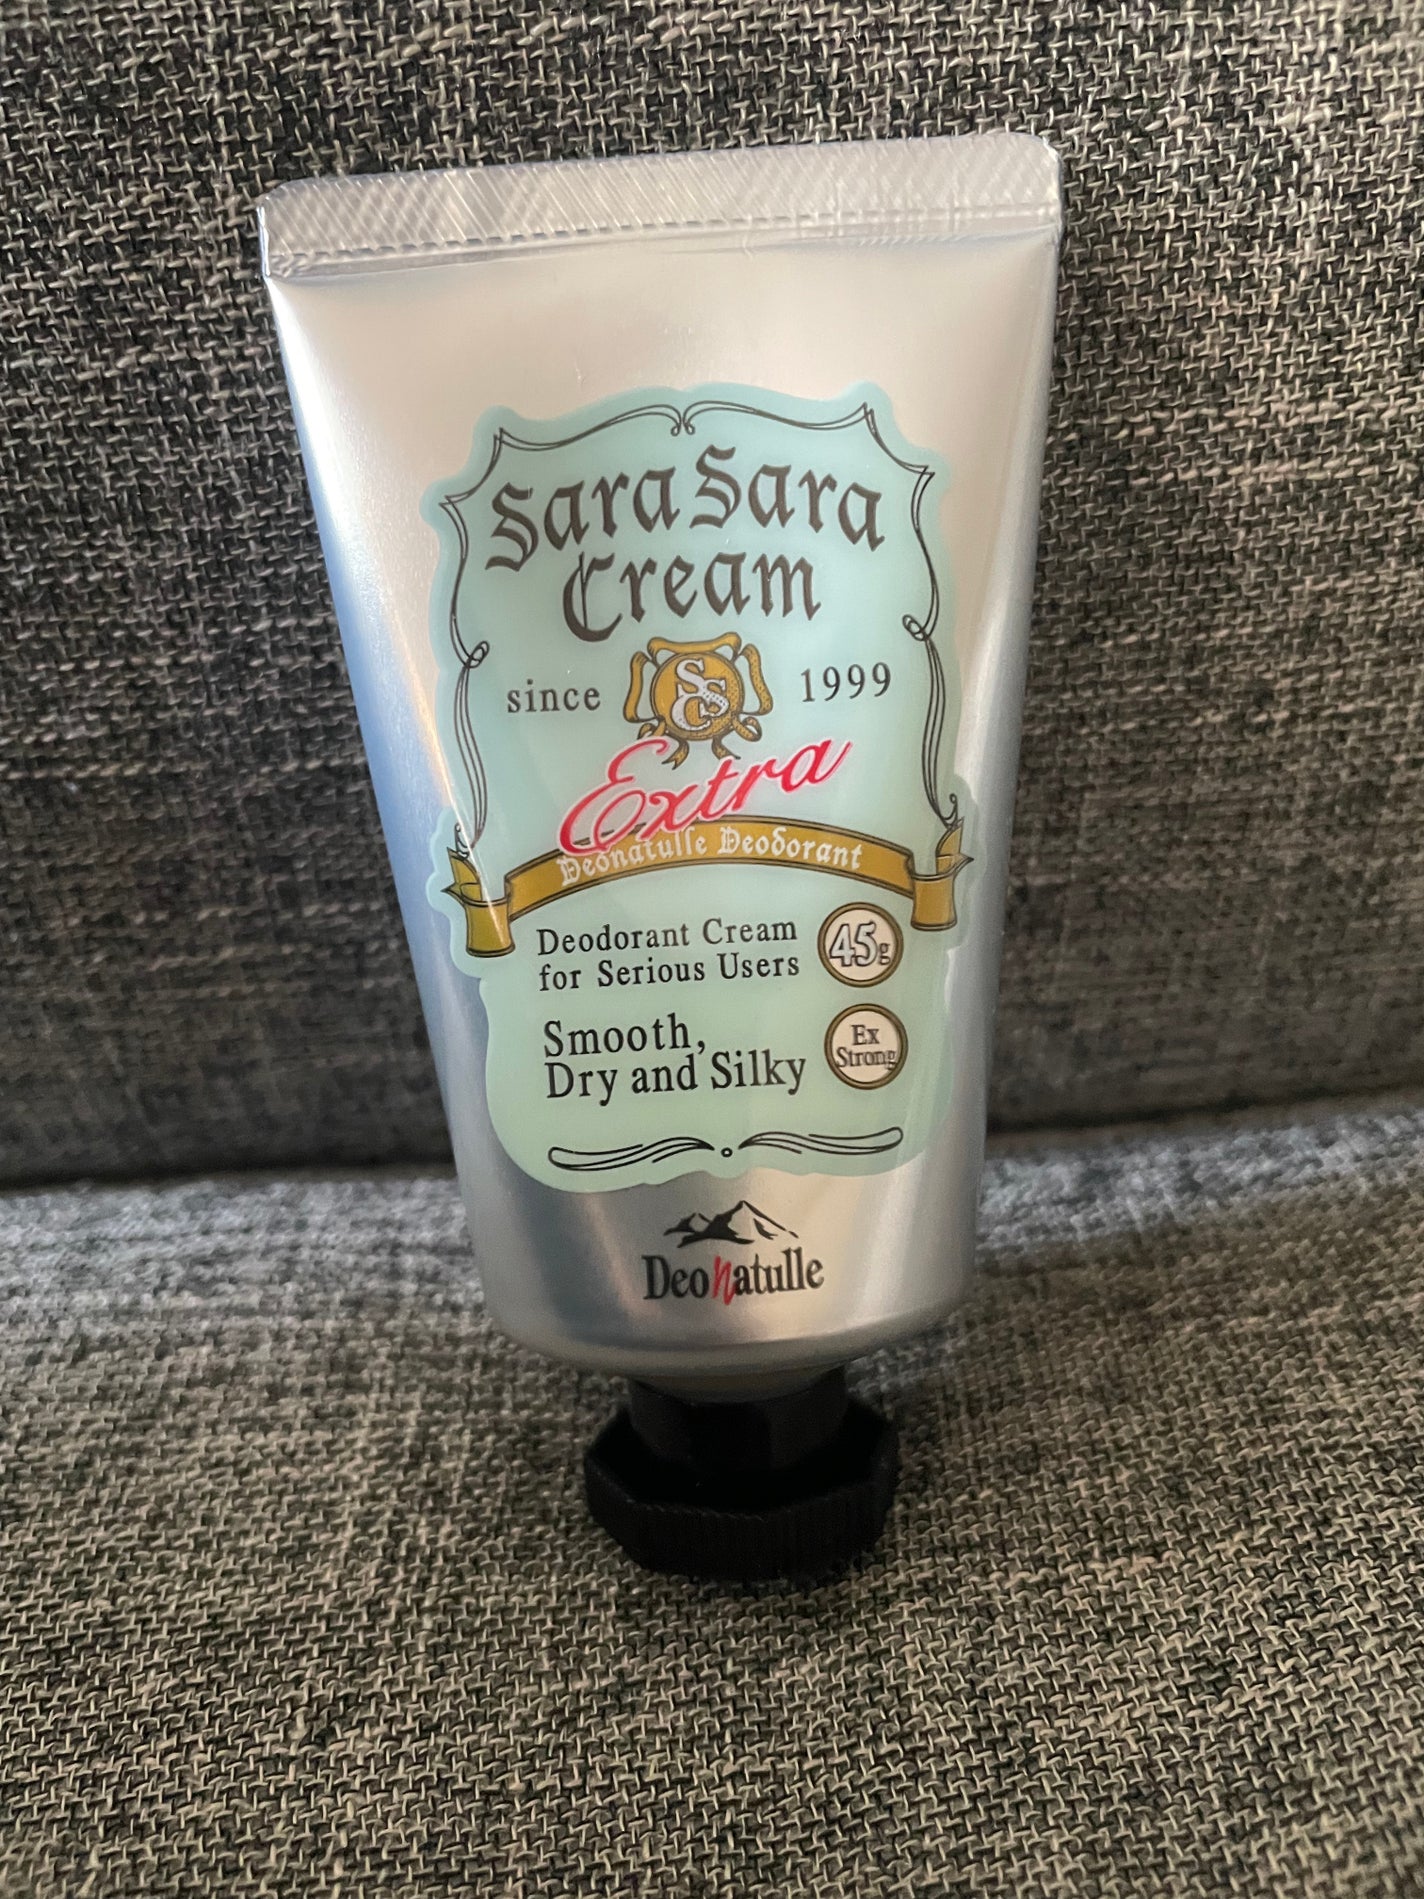 Sara Sara
Cream
since 1999
SSC
Extra
Deonatulle Deodorant
Deodorant Cream
for Serious Users
45g
Smooth,
Dry and Silky
Ex
Strong
Deonatulle